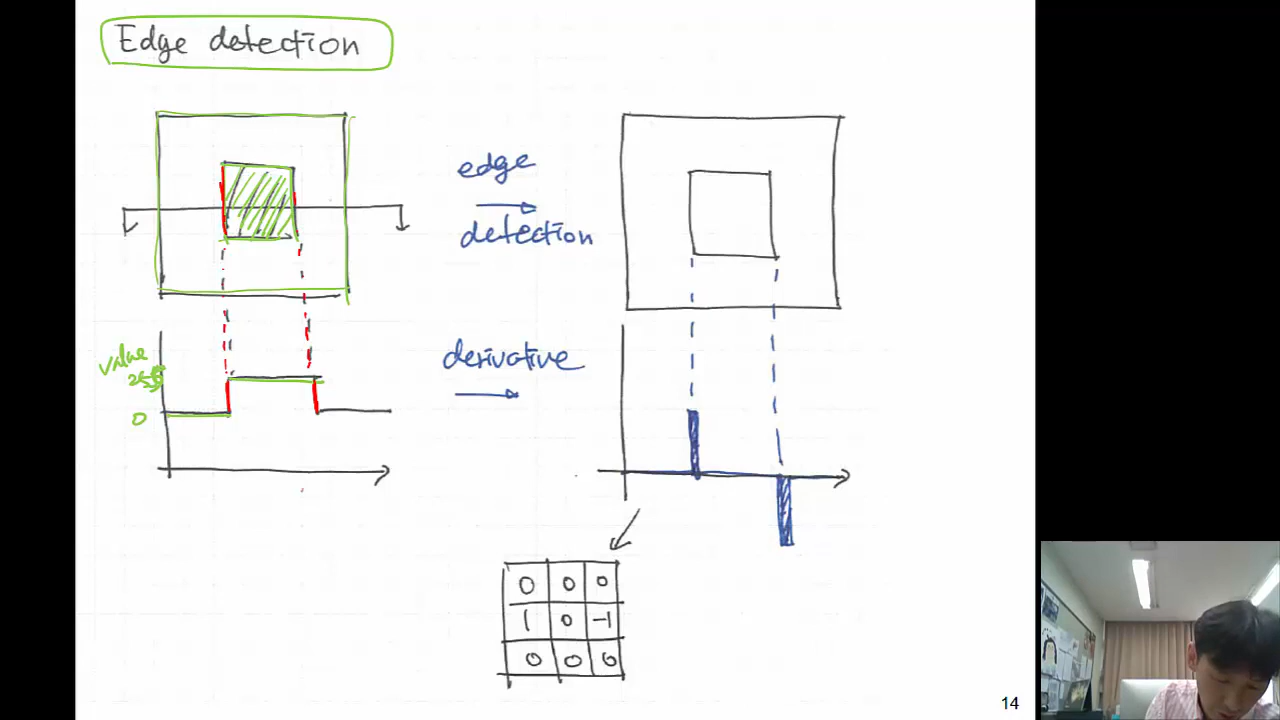 Edge detection
edge
detection
value
255
0
derivative
0 0 0
1 0 -1
0 0 0
14